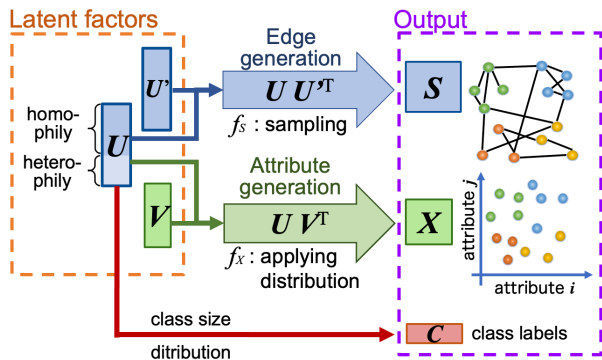 Latent factors
Output
U'
homo-
phily
hetero-
phily
U
V
Edge
generation
U U'ᵀ
fS : sampling
Attribute
generation
U Vᵀ
fX : applying
distribution
S
X
attribute j
attribute i
class size
ditribution
C
class labels